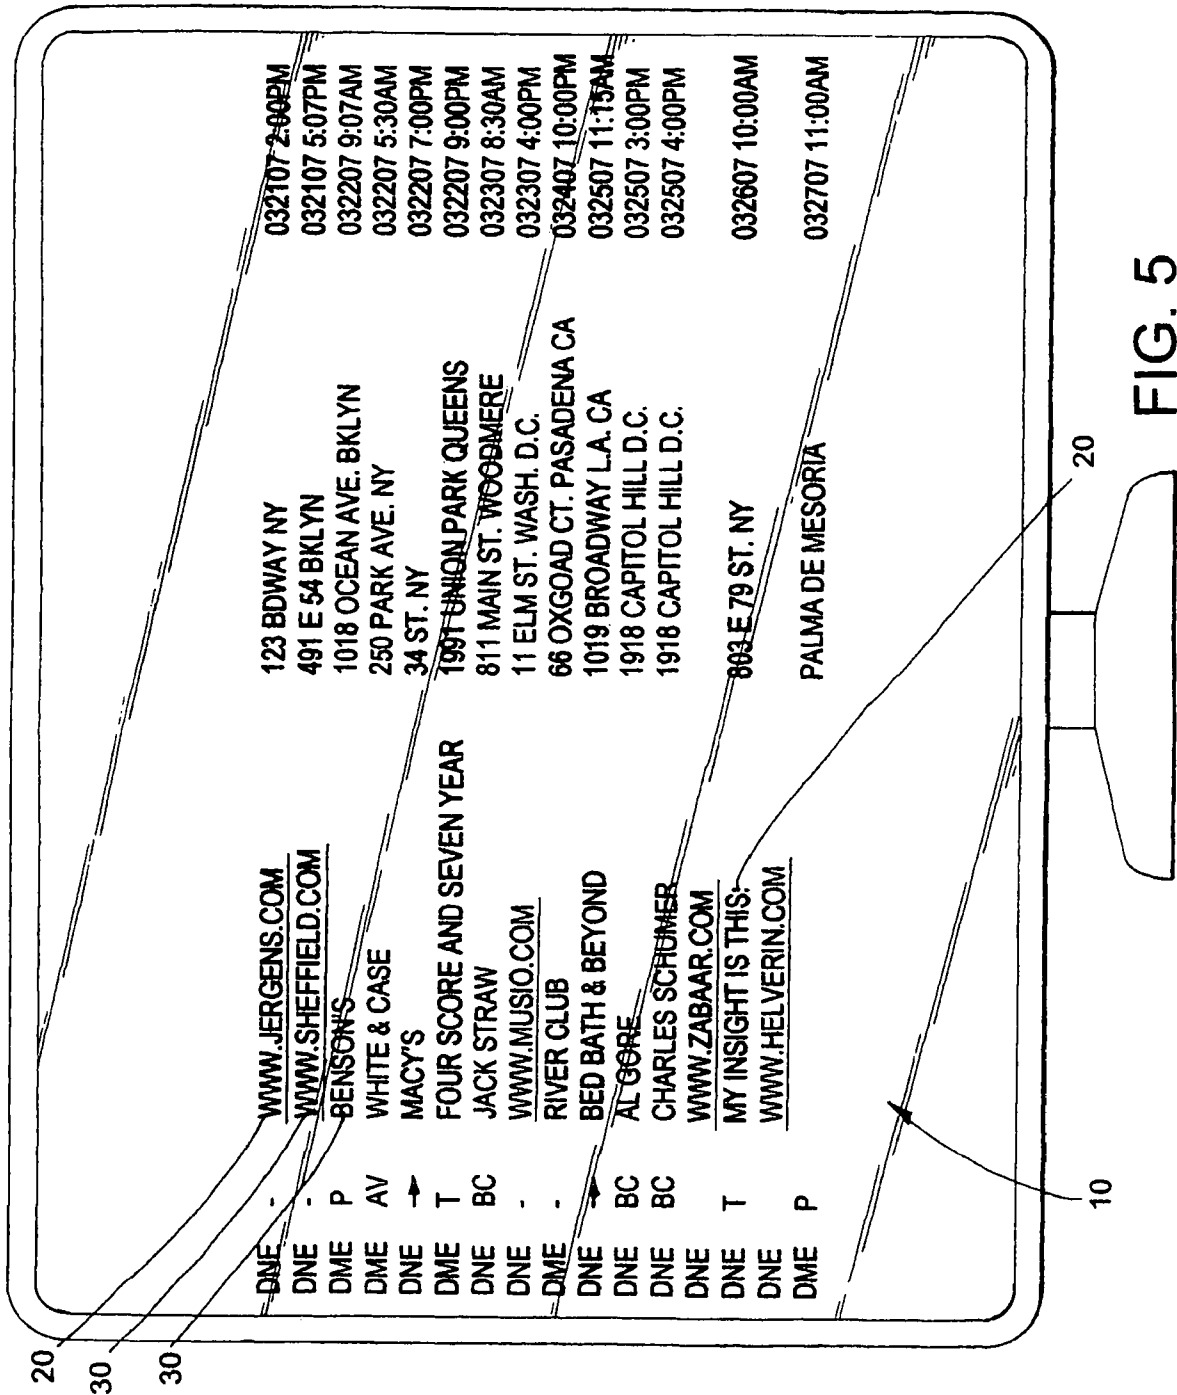 20
30
30
DNE - WWW.JERGENS.COM 123 BDWAY NY 032107 2:00PM
DNE - WWW.SHEFFIELD.COM 491 E 54 BKLYN 032107 5:07PM
DME P BENSON'S 1018 OCEAN AVE. BKLYN 032207 9:07AM
DME AV WHITE & CASE 250 PARK AVE. NY 032207 5:30AM
DNE → MACY'S 34 ST. NY 032207 7:00PM
DME T FOUR SCORE AND SEVEN YEAR 1991 UNION PARK QUEENS 032207 9:00PM
DNE BC JACK STRAW 811 MAIN ST. WOODMERE 032307 8:30AM
DNE - WWW.MUSIO.COM 11 ELM ST. WASH. D.C. 032307 4:00PM
DME - RIVER CLUB 66 OXGOAD CT. PASADENA CA 032407 10:00PM
DNE → BED BATH & BEYOND 1019 BROADWAY L.A. CA 032507 11:15AM
DNE BC AL GORE 1918 CAPITOL HILL D.C. 032507 3:00PM
DNE BC CHARLES SCHUMER 1918 CAPITOL HILL D.C. 032507 4:00PM
DNE WWW.ZABAAR.COM
DNE T MY INSIGHT IS THIS: 803 E 79 ST. NY 032607 10:00AM
DNE WWW.HELVERIN.COM
DME P PALMA DE MESORIA 032707 11:00AM
10
20
FIG. 5